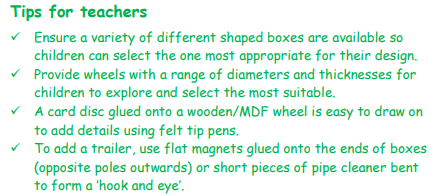 Tips for teachers
✓ Ensure a variety of different shaped boxes are available so
children can select the one most appropriate for their design.
✓ Provide wheels with a range of diameters and thicknesses for
children to explore and select the most suitable.
✓ A card disc glued onto a wooden/MDF wheel is easy to draw on
to add details using felt tip pens.
✓ To add a trailer, use flat magnets glued onto the ends of boxes
(opposite poles outwards) or short pieces of pipe cleaner bent
to form a 'hook and eye'.